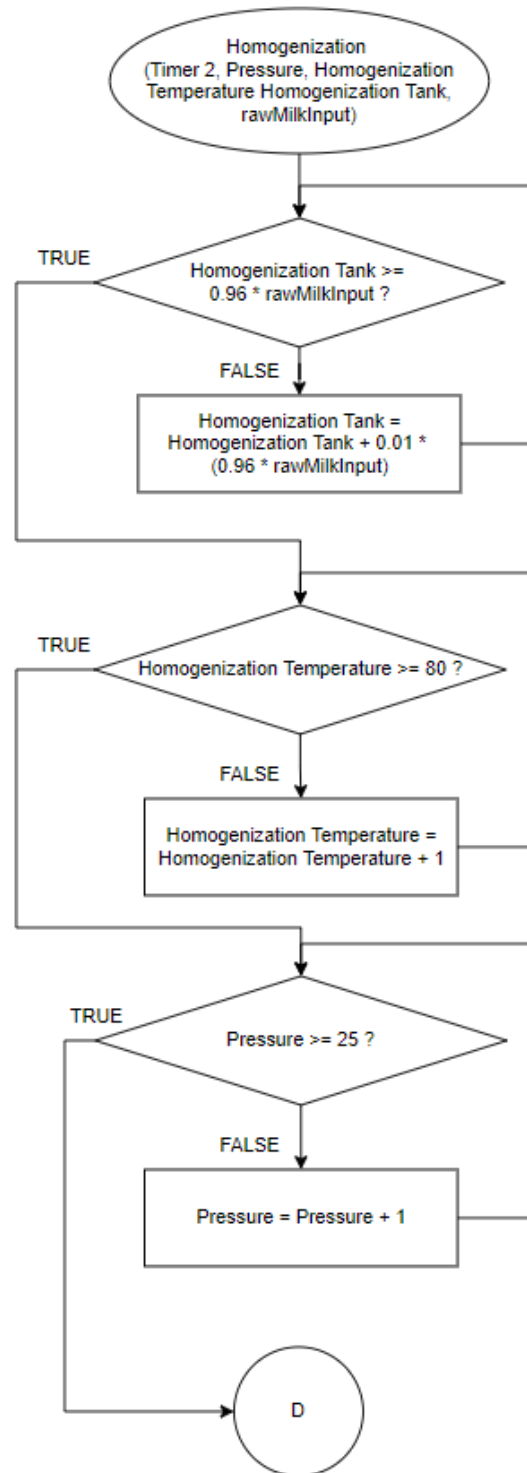 Homogenization
(Timer 2, Pressure, Homogenization
Temperature Homogenization Tank,
rawMilkInput)
TRUE
Homogenization Tank >=
0.96 * rawMilkInput ?
FALSE
Homogenization Tank =
Homogenization Tank + 0.01 *
(0.96 * rawMilkInput)
TRUE
Homogenization Temperature >= 80 ?
FALSE
Homogenization Temperature =
Homogenization Temperature + 1
TRUE
Pressure >= 25 ?
FALSE
Pressure = Pressure + 1
D